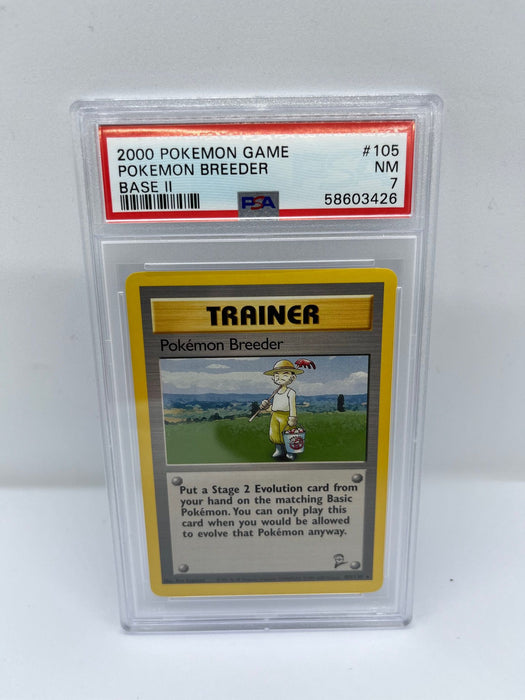 2000 POKEMON GAME #105
POKEMON BREEDER NM
BASE II 7
PSA 58603426
TRAINER
Pokémon Breeder
Put a Stage 2 Evolution card from
your hand on the matching Basic
Pokémon. You can only play this
card when you would be allowed
to evolve that Pokémon anyway.